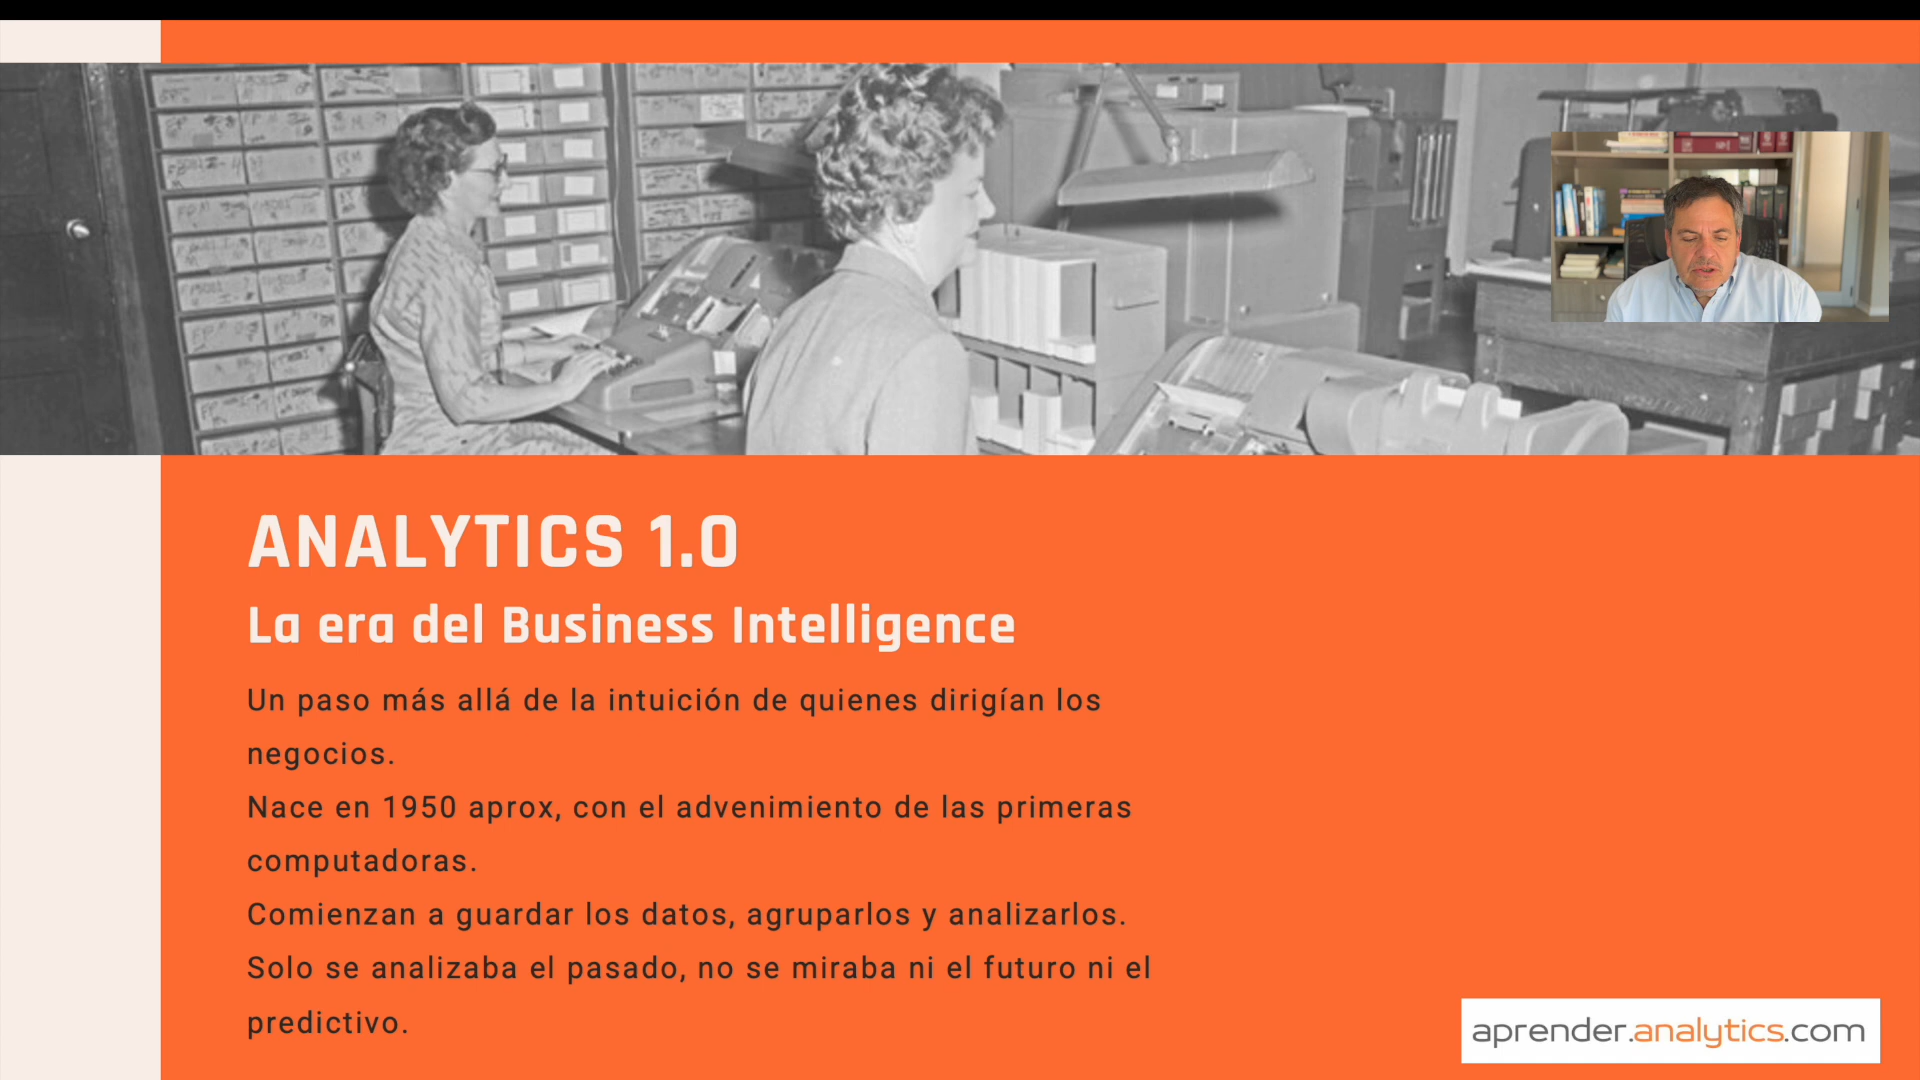 ANALYTICS 1.0
La era del Business Intelligence
Un paso más allá de la intuición de quienes dirigían los
negocios.
Nace en 1950 aprox, con el advenimiento de las primeras
computadoras.
Comienzan a guardar los datos, agruparlos y analizarlos.
Solo se analizaba el pasado, no se miraba ni el futuro ni el
predictivo.
aprender.analytics.com